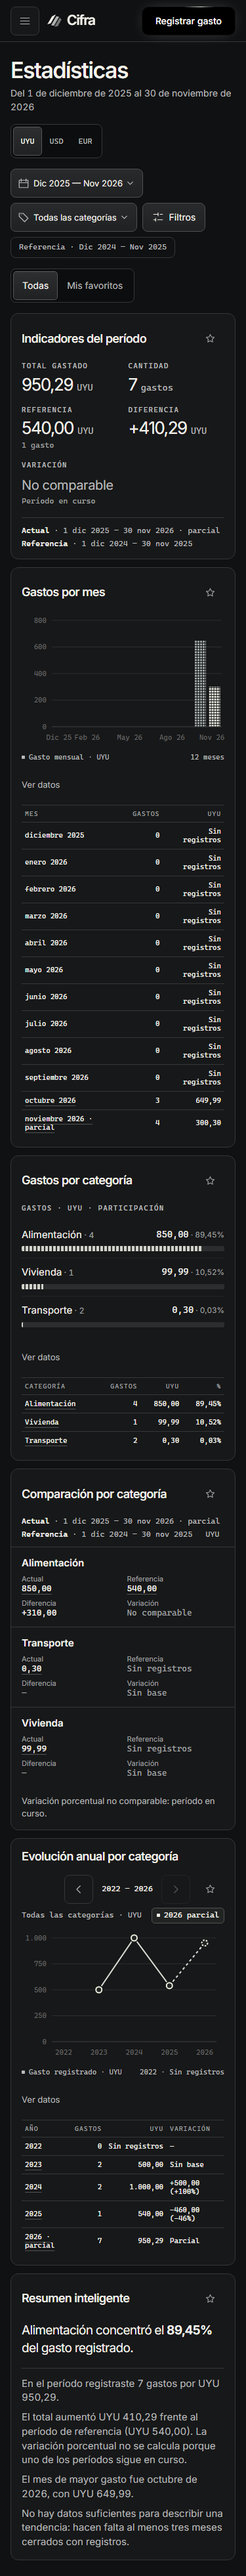 Cifra
Registrar gasto
Estadísticas
Del 1 de diciembre de 2025 al 30 de noviembre de
2026
UYU USD EUR
Dic 2025 — Nov 2026
Todas las categorías
Filtros
Referencia · Dic 2024 — Nov 2025
Todas Mis favoritos
Indicadores del período
TOTAL GASTADO CANTIDAD
950,29 UYU 7 gastos
REFERENCIA DIFERENCIA
540,00 UYU +410,29 UYU
1 gasto
VARIACIÓN
No comparable
Período en curso
Actual · 1 dic 2025 — 30 nov 2026 · parcial
Referencia · 1 dic 2024 — 30 nov 2025
Gastos por mes
800
600
400
200
0
Dic 25 Feb 26 May 26 Ago 26 Nov 26
Gasto mensual · UYU 12 meses
Ver datos
MES GASTOS UYU
diciembre 2025 0 Sin registros
enero 2026 0 Sin registros
febrero 2026 0 Sin registros
marzo 2026 0 Sin registros
abril 2026 0 Sin registros
mayo 2026 0 Sin registros
junio 2026 0 Sin registros
julio 2026 0 Sin registros
agosto 2026 0 Sin registros
septiembre 2026 0 Sin registros
octubre 2026 3 649,99
noviembre 2026 · parcial 4 300,30
Gastos por categoría
GASTOS · UYU · PARTICIPACIÓN
Alimentación · 4 850,00 · 89,45%
Vivienda · 1 99,99 · 10,52%
Transporte · 2 0,30 · 0,03%
Ver datos
CATEGORÍA GASTOS UYU %
Alimentación 4 850,00 89,45%
Vivienda 1 99,99 10,52%
Transporte 2 0,30 0,03%
Comparación por categoría
Actual · 1 dic 2025 — 30 nov 2026 · parcial
Referencia · 1 dic 2024 — 30 nov 2025 UYU
Alimentación
Actual Referencia
850,00 540,00
Diferencia Variación
+310,00 No comparable
Transporte
Actual Referencia
0,30 Sin registros
Diferencia Variación
— Sin base
Vivienda
Actual Referencia
99,99 Sin registros
Diferencia Variación
— Sin base
Variación porcentual no comparable: período en
curso.
Evolución anual por categoría
2022 — 2026
Todas las categorías · UYU 2026 parcial
1.000
750
500
250
0
2022 2023 2024 2025 2026
Gasto registrado · UYU 2022 · Sin registros
Ver datos
AÑO GASTOS UYU VARIACIÓN
2022 0 Sin registros —
2023 2 500,00 Sin base
2024 2 1.000,00 +500,00 (+100%)
2025 1 540,00 −460,00 (−46%)
2026 · parcial 7 950,29 Parcial
Resumen inteligente
Alimentación concentró el 89,45%
del gasto registrado.
En el período registraste 7 gastos por UYU
950,29.
El total aumentó UYU 410,29 frente al
período de referencia (UYU 540,00). La
variación porcentual no se calcula porque
uno de los períodos sigue en curso.
El mes de mayor gasto fue octubre de
2026, con UYU 649,99.
No hay datos suficientes para describir una
tendencia: hacen falta al menos tres meses
cerrados con registros.